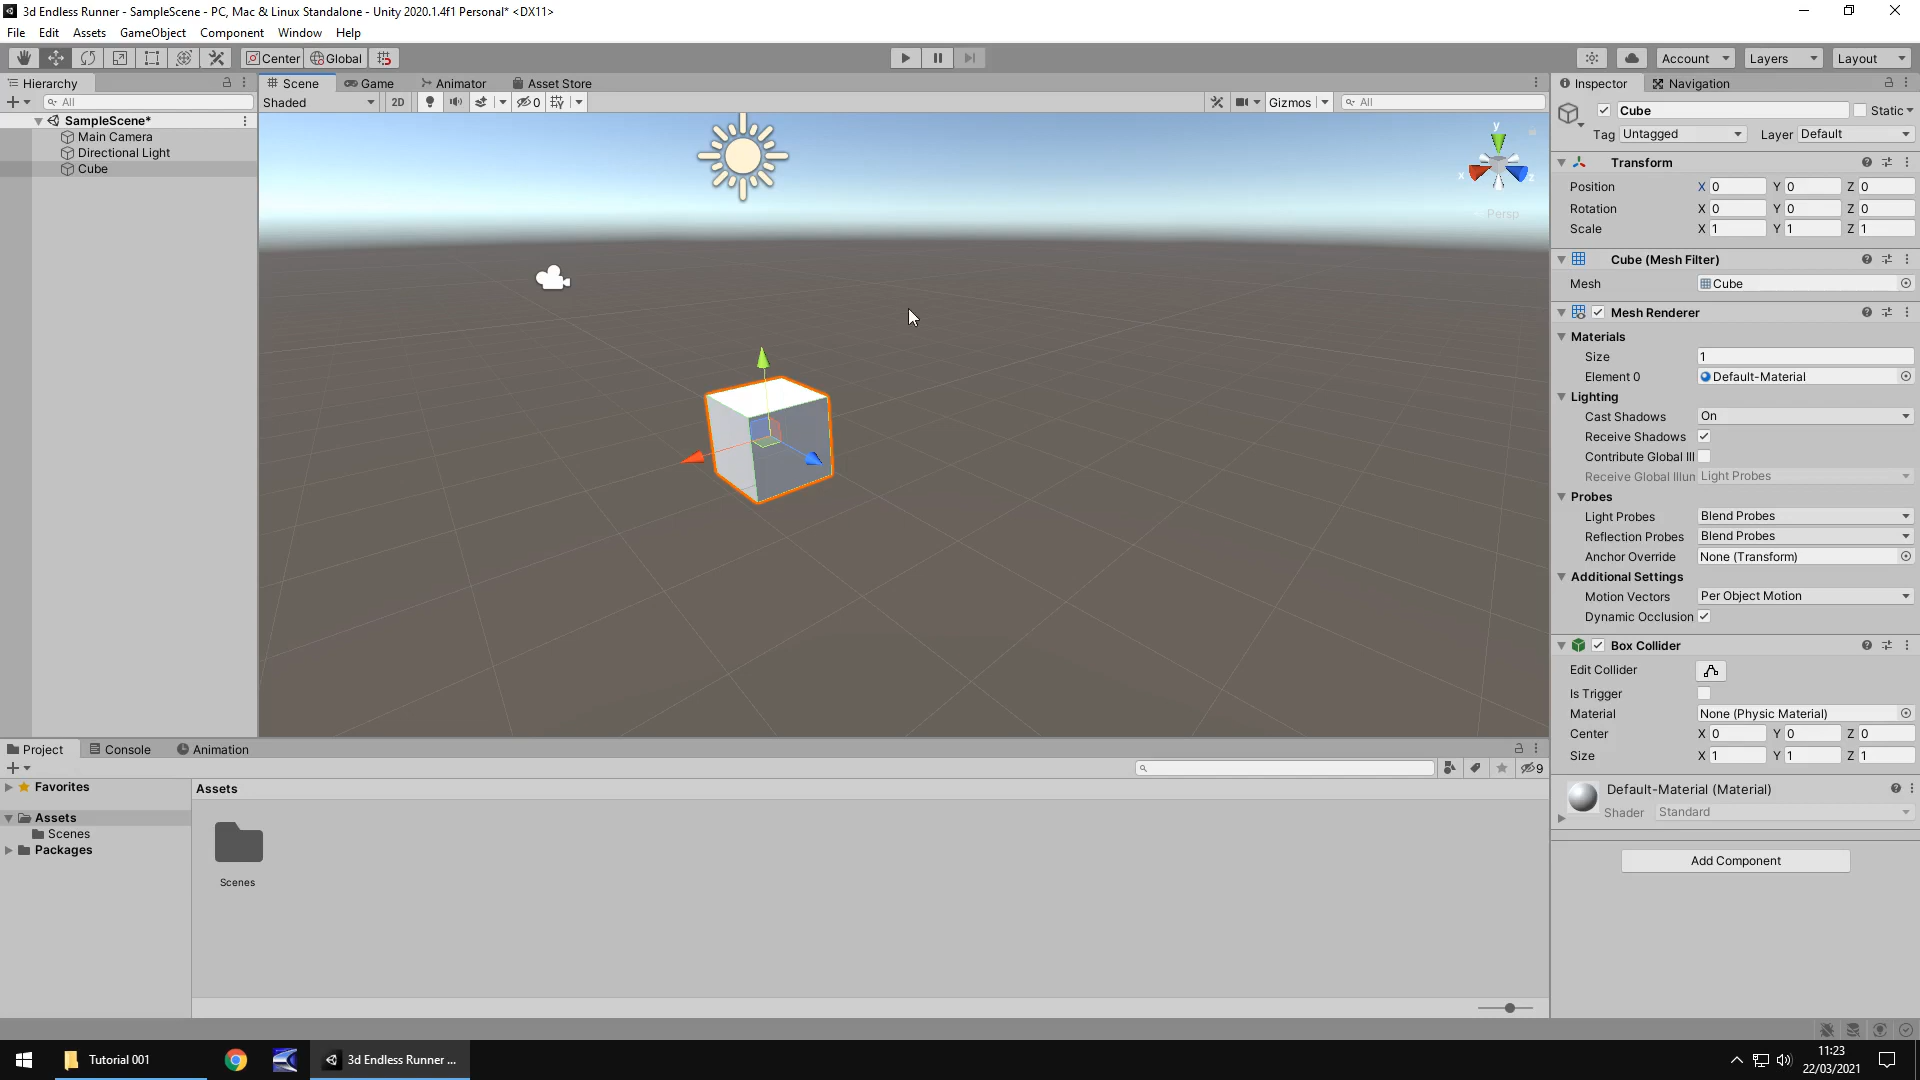 3d Endless Runner - SampleScene - PC, Mac & Linux Standalone - Unity 2020.1.4f1 Personal* <DX11>
File Edit Assets GameObject Component Window Help
Center Global Account Layers Layout
Hierarchy
All
SampleScene*
Main Camera
Directional Light
Cube
Scene Game Animator Asset Store
Shaded 2D 0 Gizmos All
y
x z
Persp
Inspector Navigation
Cube Static
Tag Untagged Layer Default
Transform
Position X 0 Y 0 Z 0
Rotation X 0 Y 0 Z 0
Scale X 1 Y 1 Z 1
Cube (Mesh Filter)
Mesh Cube
Mesh Renderer
Materials
Size 1
Element 0 Default-Material
Lighting
Cast Shadows On
Receive Shadows
Contribute Global Ill
Receive Global Illun Light Probes
Probes
Light Probes Blend Probes
Reflection Probes Blend Probes
Anchor Override None (Transform)
Additional Settings
Motion Vectors Per Object Motion
Dynamic Occlusion
Box Collider
Edit Collider
Is Trigger
Material None (Physic Material)
Center X 0 Y 0 Z 0
Size X 1 Y 1 Z 1
Default-Material (Material)
Shader Standard
Add Component
Project Console Animation
9
Favorites
Assets
Scenes
Packages
Assets
Scenes
Tutorial 001
3d Endless Runner ...
11:23
22/03/2021